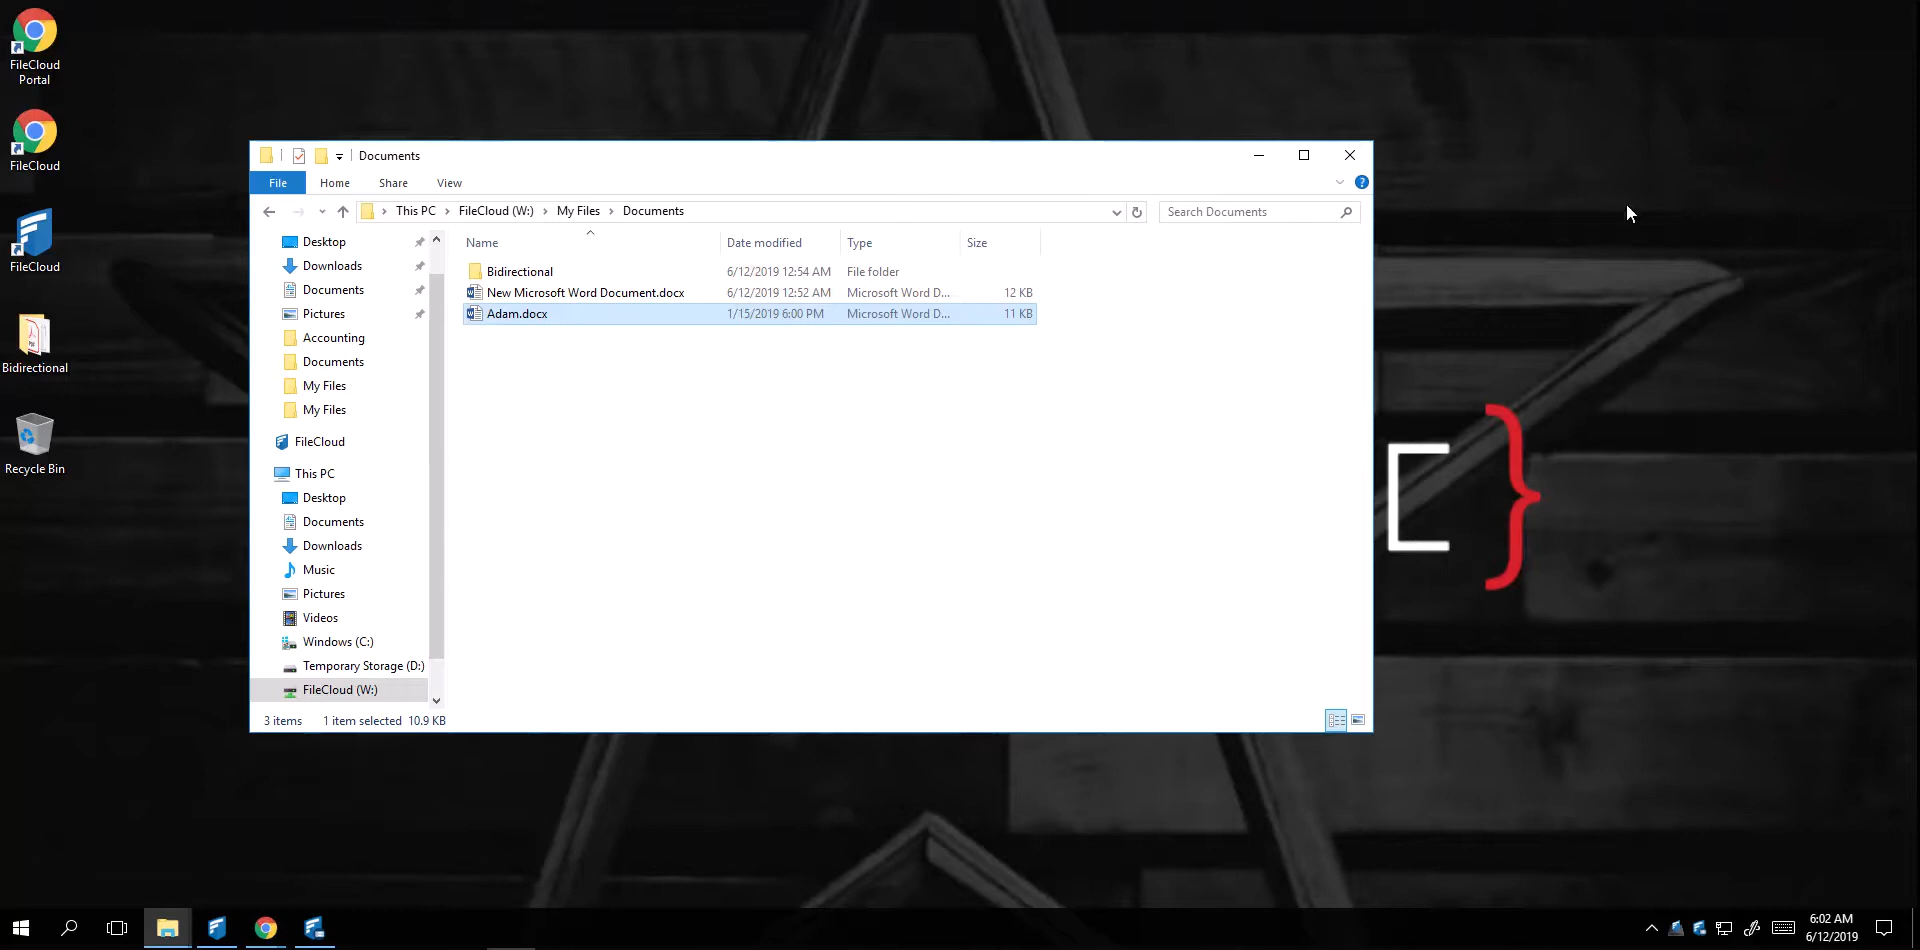 FileCloud
Portal
FileCloud
FileCloud
Bidirectional
Recycle Bin
Documents
File Home Share View
This PC FileCloud (W:) My Files Documents
Search Documents
Desktop
Downloads
Documents
Pictures
Accounting
Documents
My Files
My Files
FileCloud
This PC
Desktop
Documents
Downloads
Music
Pictures
Videos
Windows (C:)
Temporary Storage (D:)
FileCloud (W:)
Name Date modified Type Size
Bidirectional 6/12/2019 12:54 AM File folder
New Microsoft Word Document.docx 6/12/2019 12:52 AM Microsoft Word D... 12 KB
Adam.docx 1/15/2019 6:00 PM Microsoft Word D... 11 KB
3 items 1 item selected 10.9 KB
[ }
6:02 AM
6/12/2019